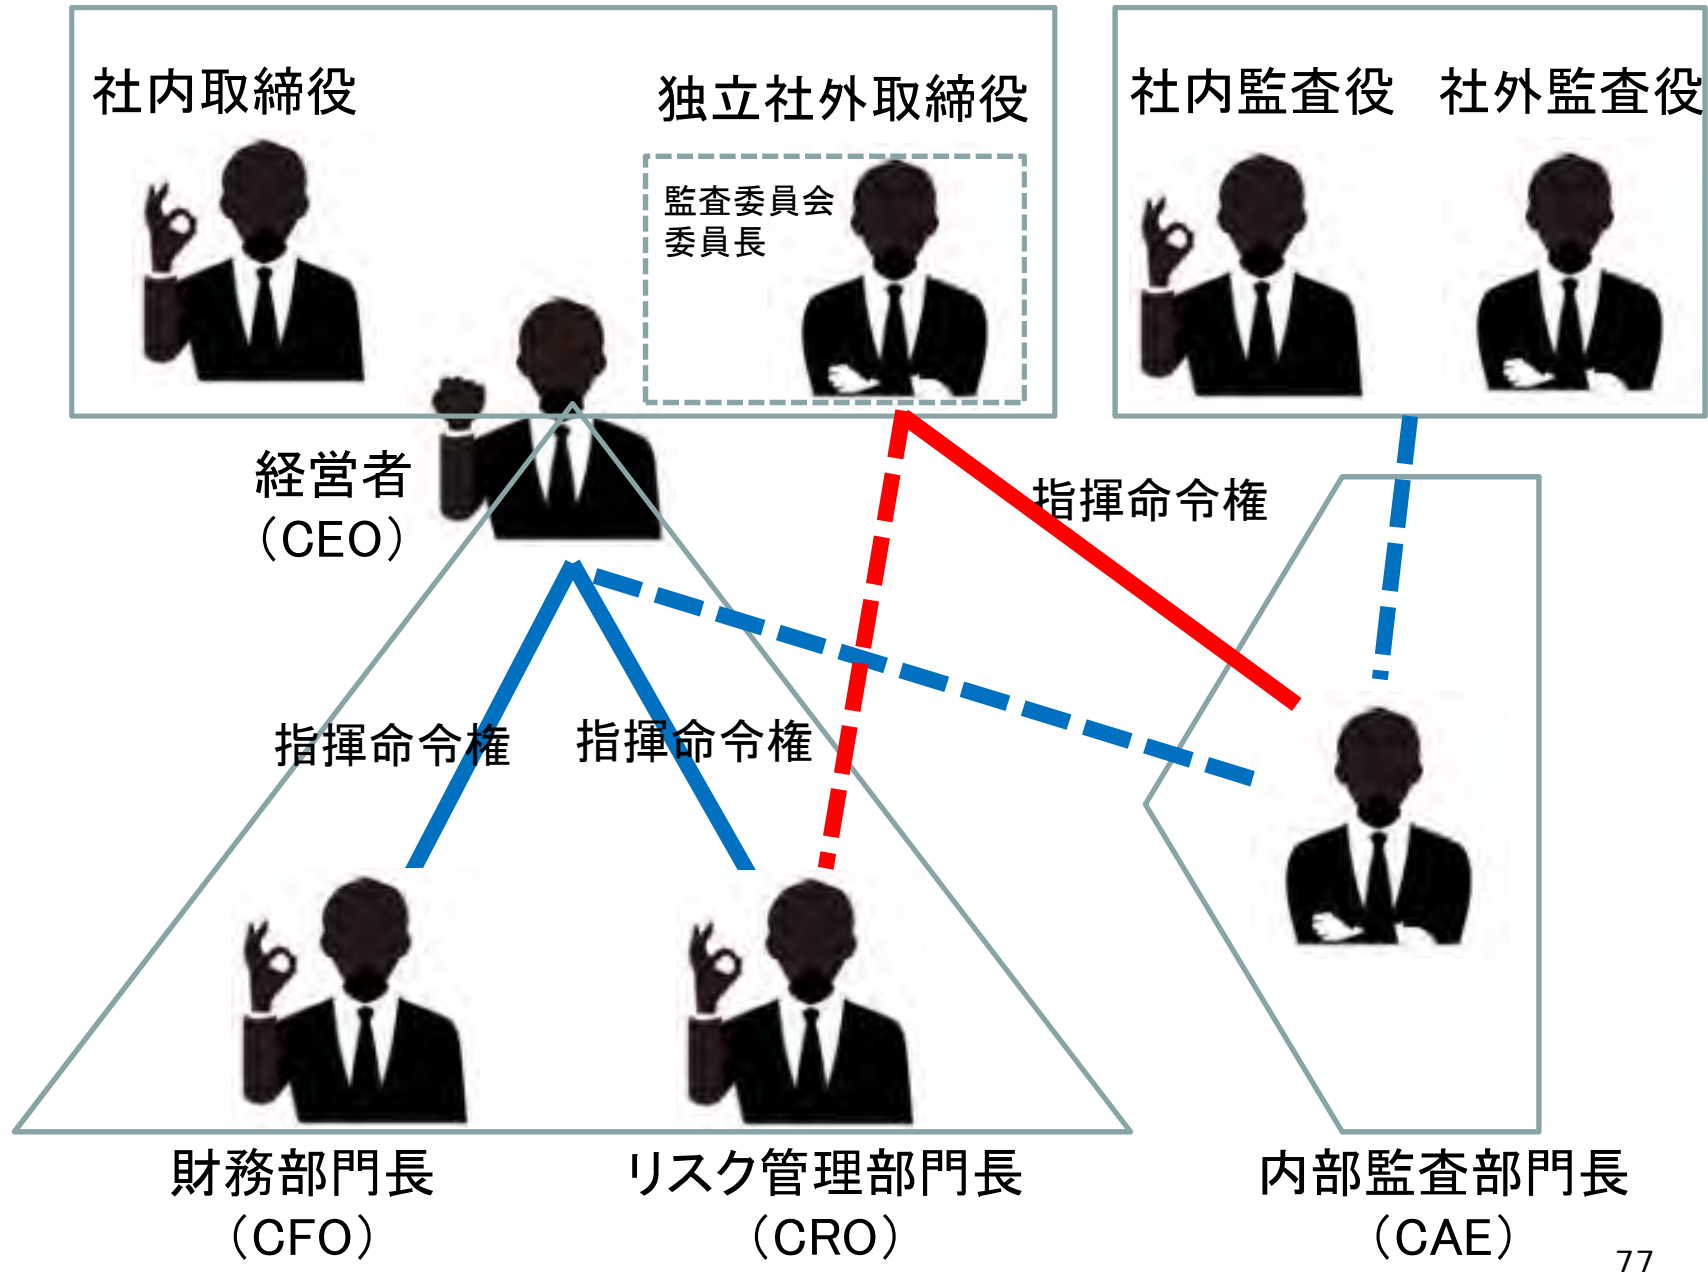 社内取締役
独立社外取締役
社内監査役
社外監査役
監査委員会
委員長
経営者
（CEO）
指揮命令権
指揮命令権
指揮命令権
財務部門長
（CFO）
リスク管理部門長
（CRO）
内部監査部門長
（CAE）
77